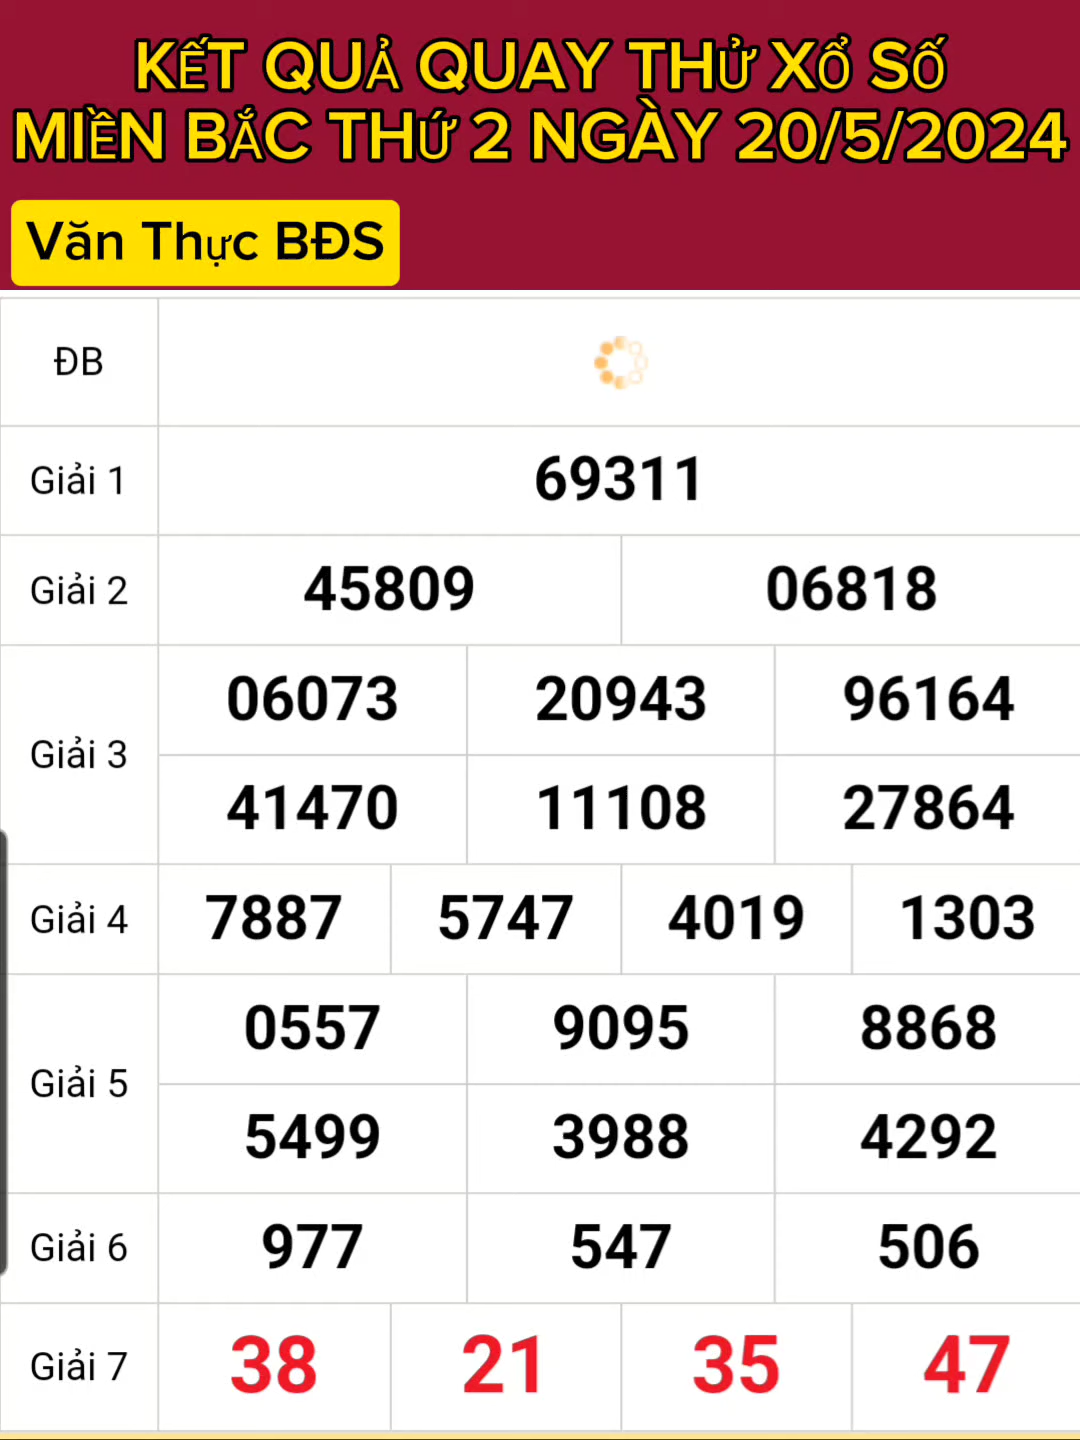 KẾT QUẢ QUAY THỬ XỔ SỐ
MIỀN BẮC THỨ 2 NGÀY 20/5/2024
Văn Thực BĐS
ĐB
Giải 1 69311
Giải 2 45809 06818
Giải 3
06073 20943 96164
41470 11108 27864
Giải 4 7887 5747 4019 1303
Giải 5
0557 9095 8868
5499 3988 4292
Giải 6 977 547 506
Giải 7 38 21 35 47